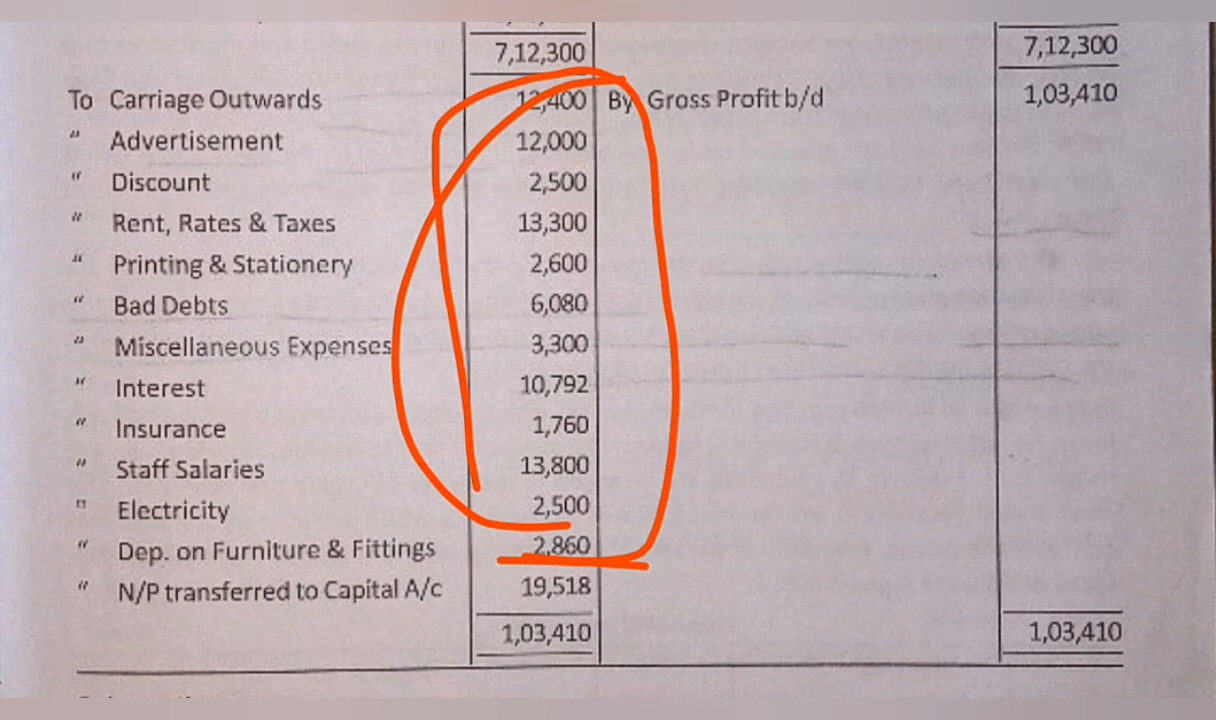 7,12,300 7,12,300
To Carriage Outwards 12,400 By Gross Profit b/d 1,03,410
" Advertisement 12,000
" Discount 2,500
" Rent, Rates & Taxes 13,300
" Printing & Stationery 2,600
" Bad Debts 6,080
" Miscellaneous Expenses 3,300
" Interest 10,792
" Insurance 1,760
" Staff Salaries 13,800
" Electricity 2,500
" Dep. on Furniture & Fittings 2,860
" N/P transferred to Capital A/c 19,518
1,03,410 1,03,410